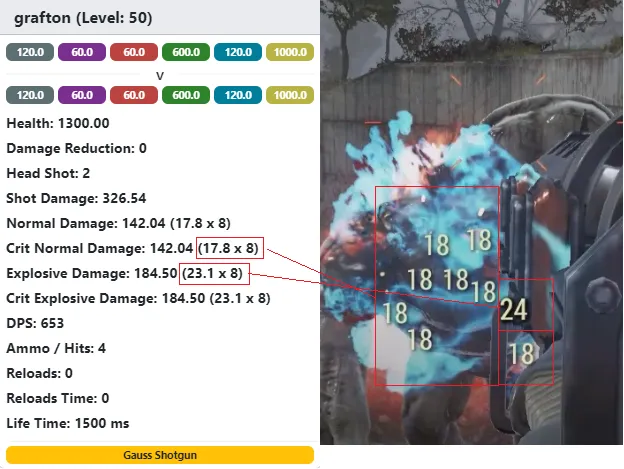 grafton (Level: 50)
120.0 60.0 60.0 600.0 120.0 1000.0
v
120.0 60.0 60.0 600.0 120.0 1000.0
Health: 1300.00
Damage Reduction: 0
Head Shot: 2
Shot Damage: 326.54
Normal Damage: 142.04 (17.8 x 8)
Crit Normal Damage: 142.04 (17.8 x 8)
Explosive Damage: 184.50 (23.1 x 8)
Crit Explosive Damage: 184.50 (23.1 x 8)
DPS: 653
Ammo / Hits: 4
Reloads: 0
Reloads Time: 0
Life Time: 1500 ms
Gauss Shotgun
18 18
18 18 18
18 24
18 18